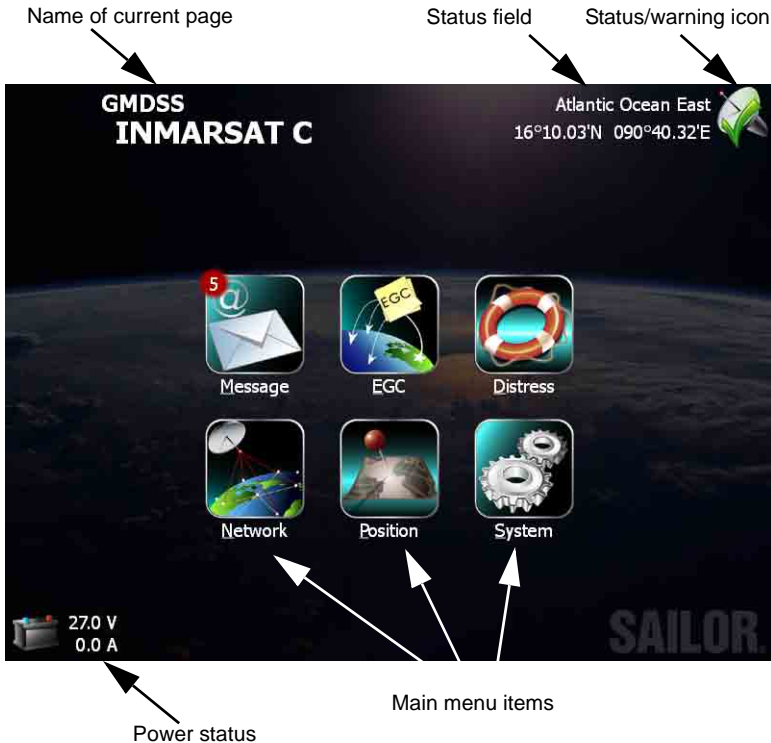 Name of current page
Status field
Status/warning icon
GMDSS
INMARSAT C
Atlantic Ocean East
16°10.03'N 090°40.32'E
5
@
EGC
Message
EGC
Distress
Network
Position
System
27.0 V
0.0 A
SAILOR.
Main menu items
Power status